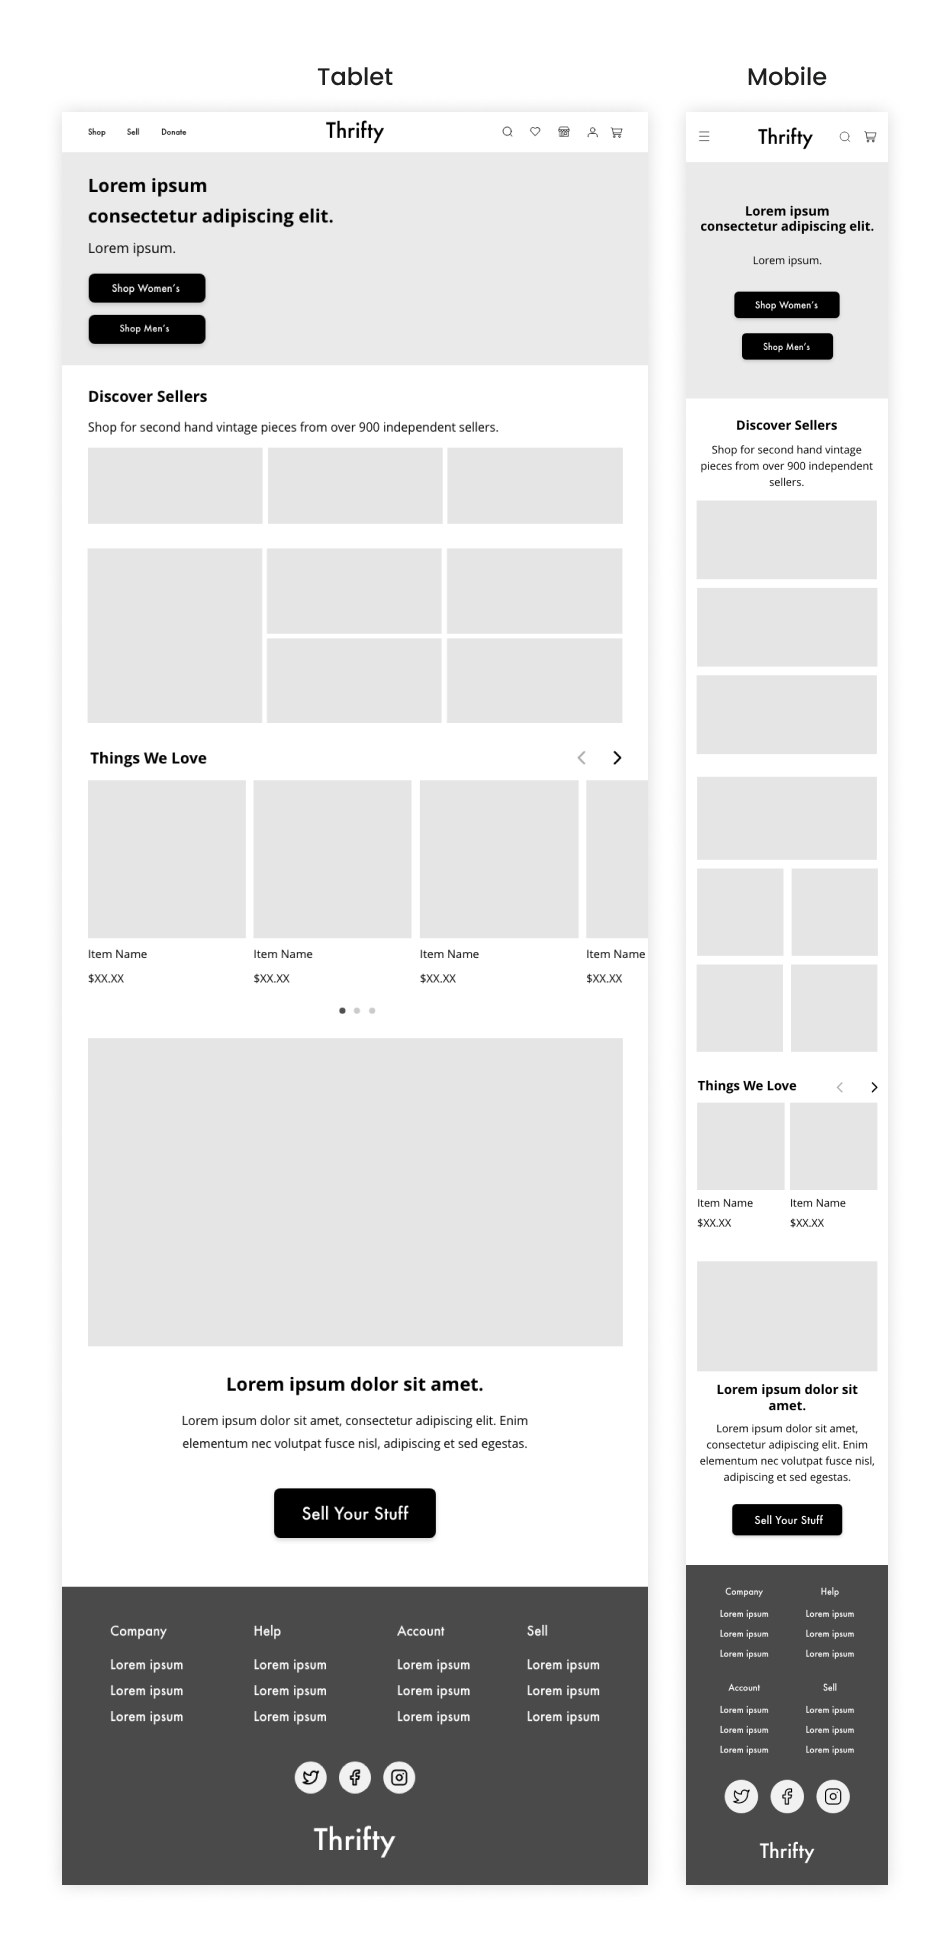 Tablet
Shop Sell Donate Thrifty
Lorem ipsum
consectetur adipiscing elit.
Lorem ipsum.
Shop Women's
Shop Men's
Discover Sellers
Shop for second hand vintage pieces from over 900 independent sellers.
Things We Love
Item Name Item Name Item Name Item Name
$XX.XX $XX.XX $XX.XX $XX.XX
Lorem ipsum dolor sit amet.
Lorem ipsum dolor sit amet, consectetur adipiscing elit. Enim
elementum nec volutpat fusce nisl, adipiscing et sed egestas.
Sell Your Stuff
Company Help Account Sell
Lorem ipsum Lorem ipsum Lorem ipsum Lorem ipsum
Lorem ipsum Lorem ipsum Lorem ipsum Lorem ipsum
Lorem ipsum Lorem ipsum Lorem ipsum Lorem ipsum
Thrifty
Mobile
Thrifty
Lorem ipsum
consectetur adipiscing elit.
Lorem ipsum.
Shop Women's
Shop Men's
Discover Sellers
Shop for second hand vintage
pieces from over 900 independent
sellers.
Things We Love
Item Name Item Name
$XX.XX $XX.XX
Lorem ipsum dolor sit
amet.
Lorem ipsum dolor sit amet,
consectetur adipiscing elit. Enim
elementum nec volutpat fusce nisl,
adipiscing et sed egestas.
Sell Your Stuff
Company Help
Lorem ipsum Lorem ipsum
Lorem ipsum Lorem ipsum
Lorem ipsum Lorem ipsum
Account Sell
Lorem ipsum Lorem ipsum
Lorem ipsum Lorem ipsum
Lorem ipsum Lorem ipsum
Thrifty